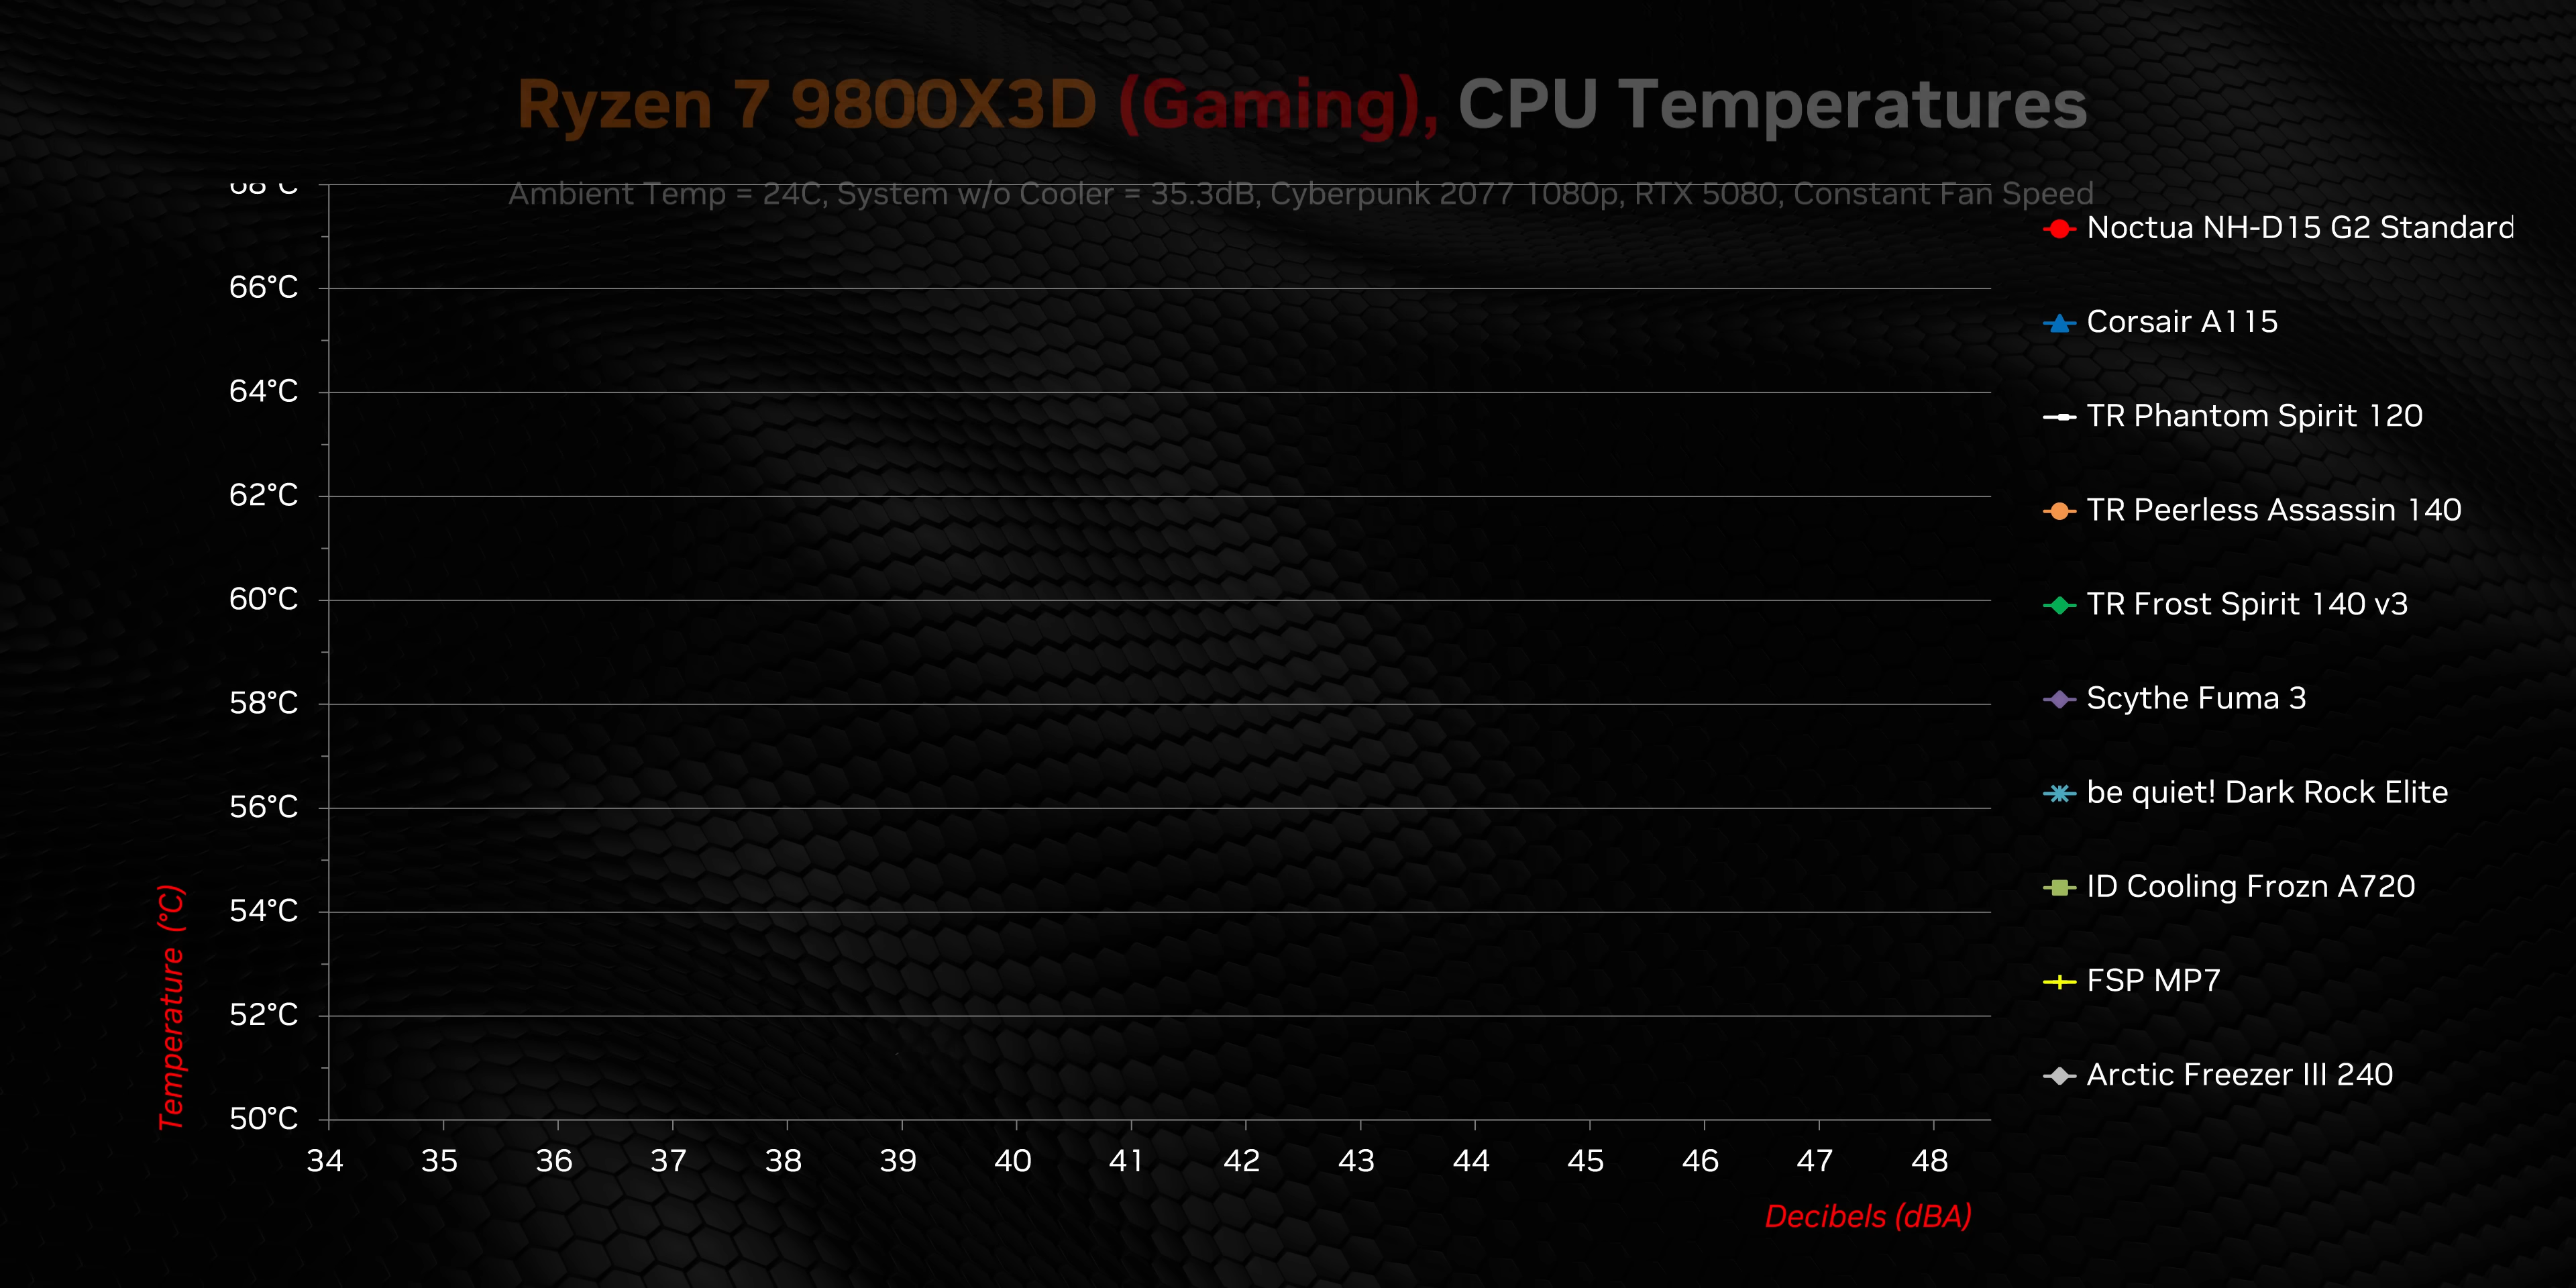 Ryzen 7 9800X3D (Gaming), CPU Temperatures
Ambient Temp = 24C, System w/o Cooler = 35.3dB, Cyberpunk 2077 1080p, RTX 5080, Constant Fan Speed
68°C
66°C
64°C
62°C
60°C
58°C
56°C
54°C
52°C
50°C
Temperature (°C)
34 35 36 37 38 39 40 41 42 43 44 45 46 47 48
Decibels (dBA)
Noctua NH-D15 G2 Standard
Corsair A115
TR Phantom Spirit 120
TR Peerless Assassin 140
TR Frost Spirit 140 v3
Scythe Fuma 3
be quiet! Dark Rock Elite
ID Cooling Frozn A720
FSP MP7
Arctic Freezer III 240